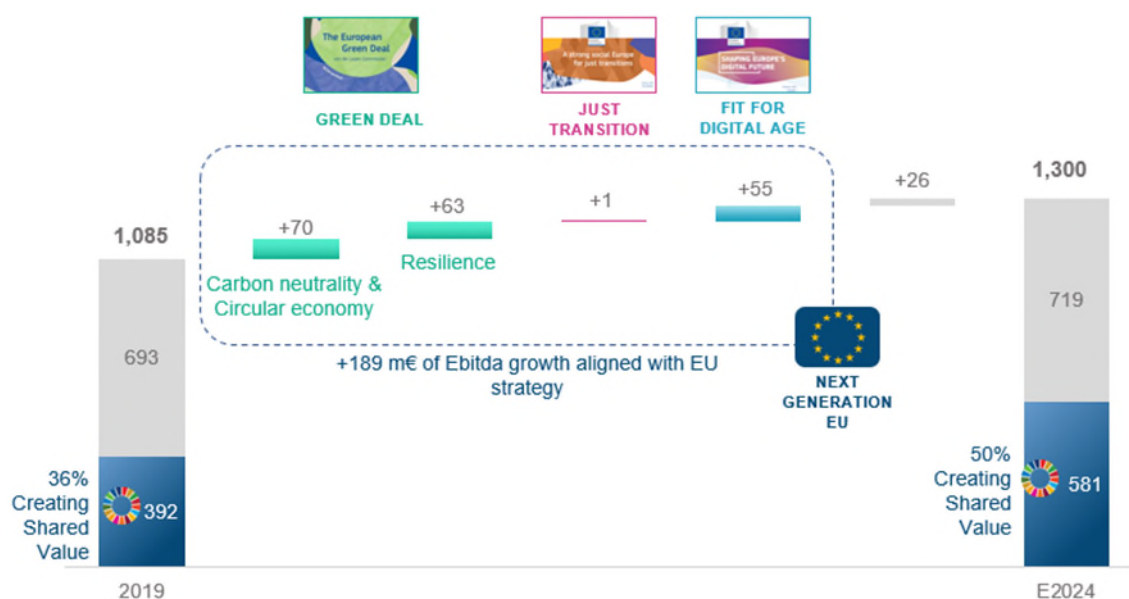 The European
Green Deal
A strong social Europe
for just transitions
SHAPING EUROPE'S
DIGITAL FUTURE
GREEN DEAL
JUST
TRANSITION
FIT FOR
DIGITAL AGE
1,085
+70
+63
+1
+55
+26
1,300
Carbon neutrality &
Circular economy
Resilience
693
719
+189 m€ of Ebitda growth aligned with EU
strategy
NEXT
GENERATION
EU
36%
Creating
Shared
Value
392
50%
Creating
Shared
Value
581
2019
E2024